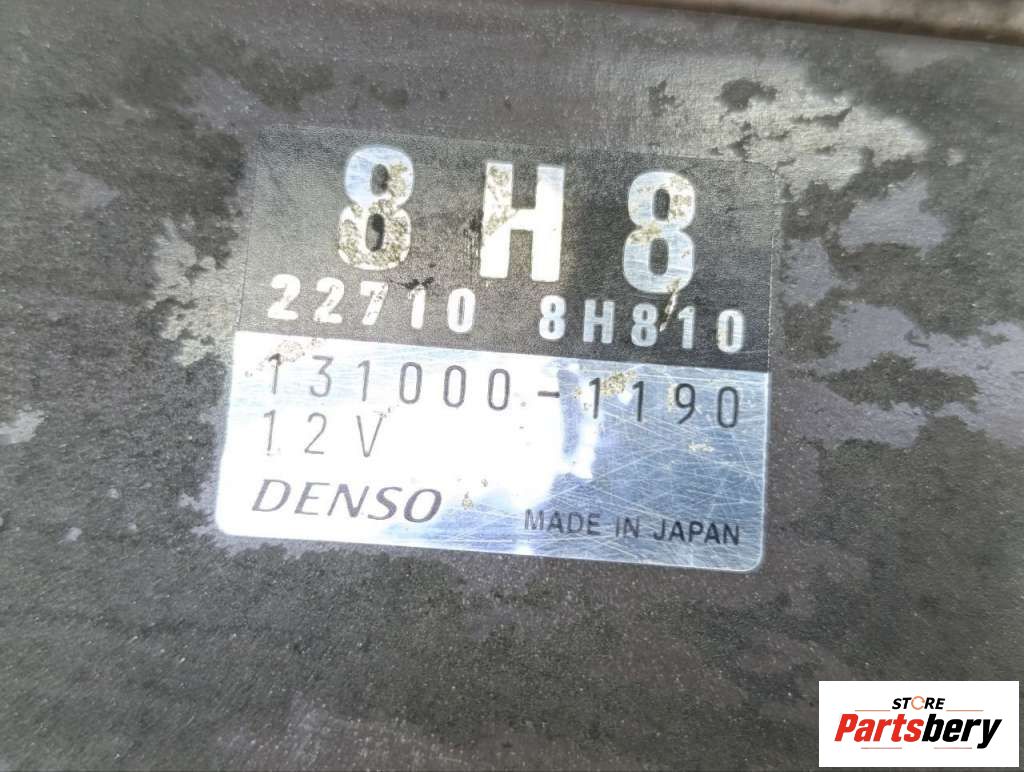 8H8
22710 8H810
131000-1190
12V
DENSO MADE IN JAPAN
STORE
Partsbery